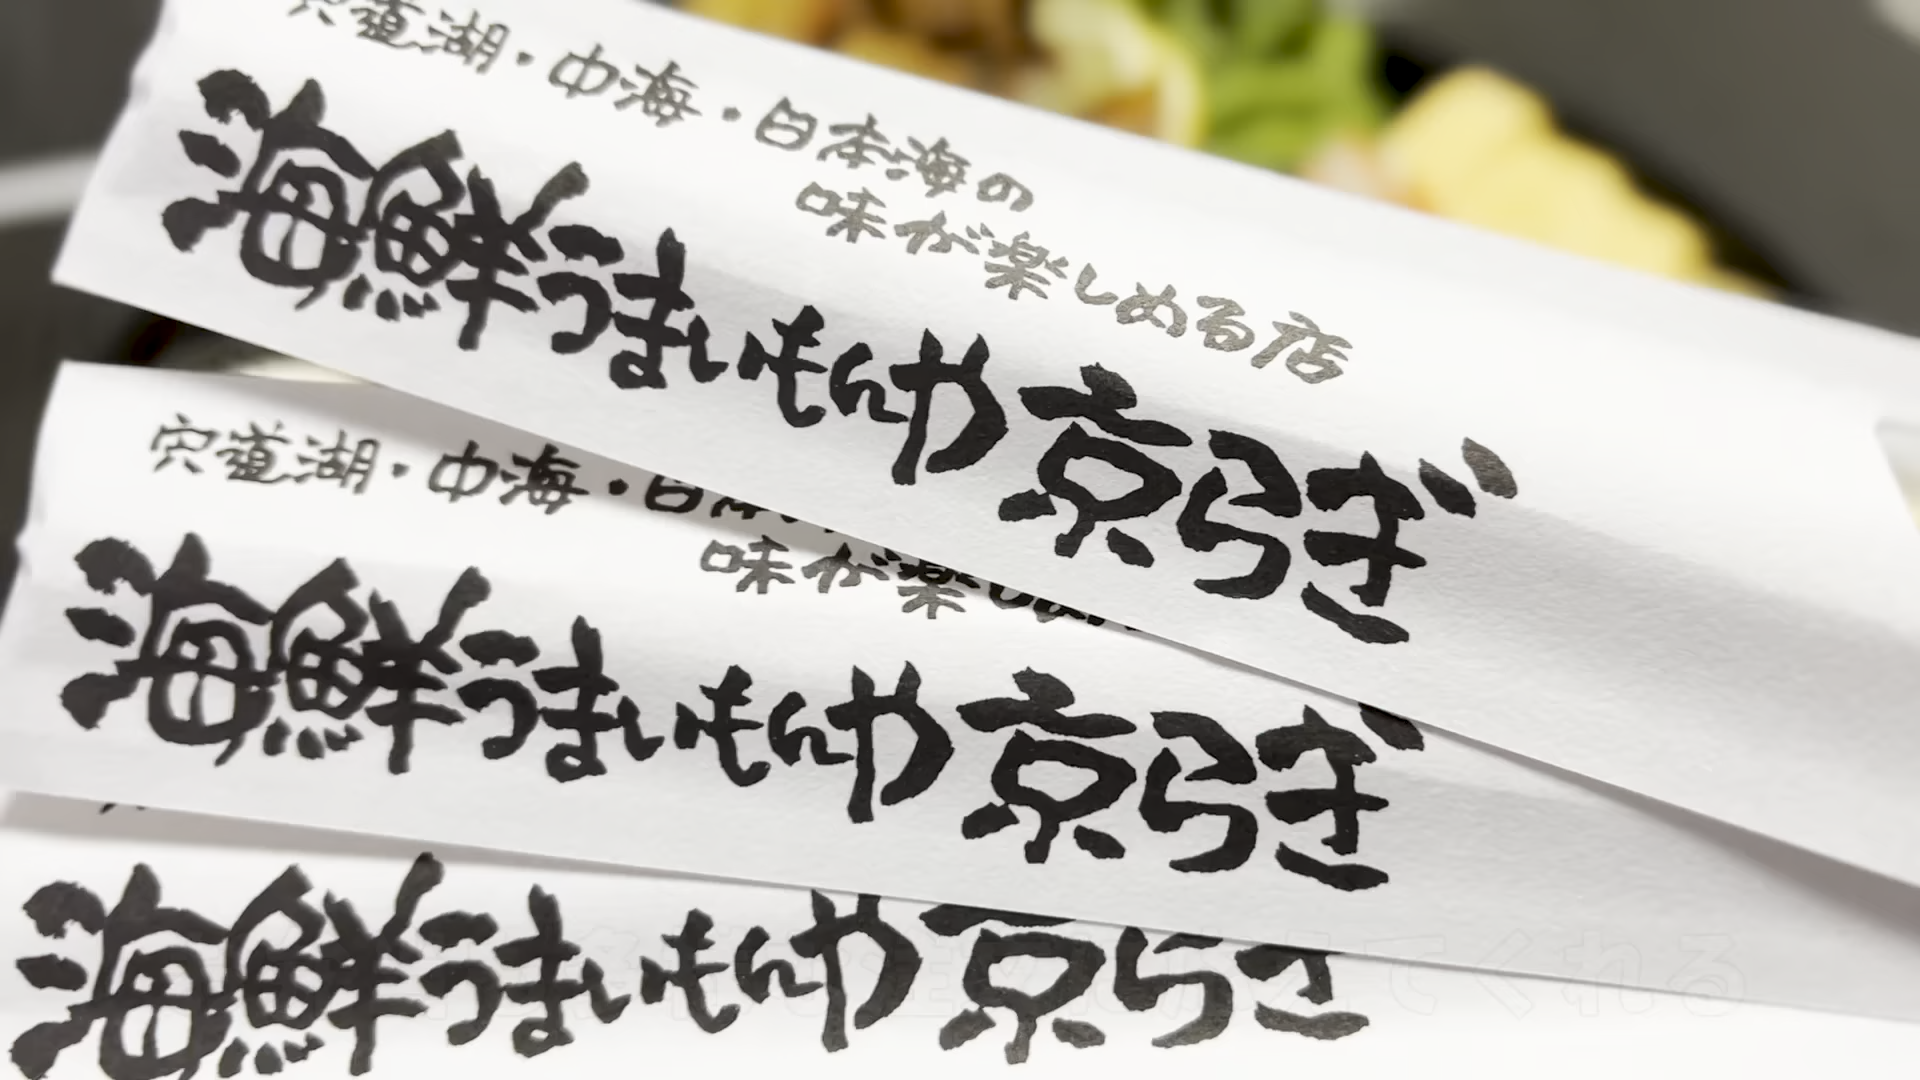 宍道湖・中海・日本海の
味が楽しめる店
海鮮うまいもんや 京らぎ
宍道湖・中海・日本
味が楽し
海鮮うまいもんや 京らぎ
海鮮うまいもんや 京らぎ
てくれる